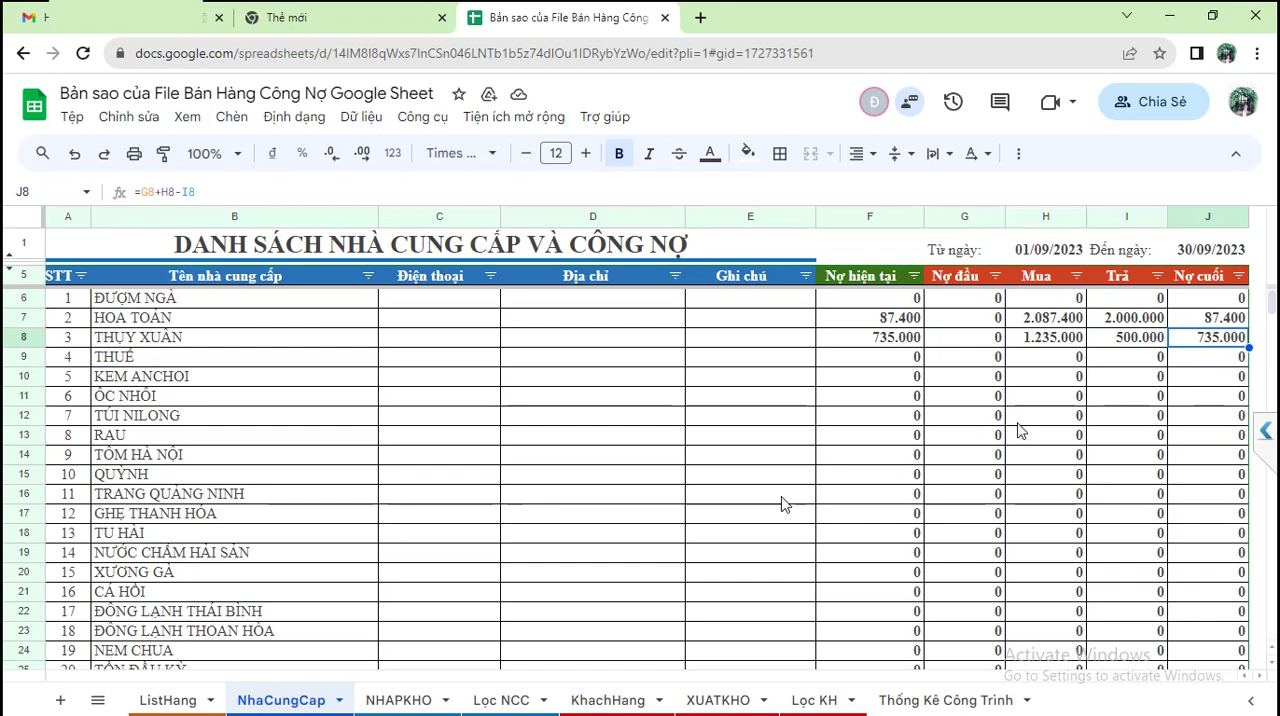 H
Thẻ mới
Bản sao của File Bán Hàng Công
docs.google.com/spreadsheets/d/14IM8I8qWxs7InCSn046LNTb1b5z74dIOu1IDRybYzWo/edit?pli=1#gid=1727331561
Bản sao của File Bán Hàng Công Nợ Google Sheet
Đ
Chia Sẻ
Tệp Chỉnh sửa Xem Chèn Định dạng Dữ liệu Công cụ Tiện ích mở rộng Trợ giúp
100% đ % .0 .00 123 Times ... 12 B I A
J8 fx =G8+H8-I8
A B C D E F G H I J
1 DANH SÁCH NHÀ CUNG CẤP VÀ CÔNG NỢ Từ ngày: 01/09/2023 Đến ngày: 30/09/2023
5 STT Tên nhà cung cấp Điện thoại Địa chỉ Ghi chú Nợ hiện tại Nợ đầu Mua Trả Nợ cuối
6 1 ĐƯỢM NGÀ 0 0 0 0 0
7 2 HOA TOẢN 87.400 0 2.087.400 2.000.000 87.400
8 3 THỤY XUÂN 735.000 0 1.235.000 500.000 735.000
9 4 THUẾ 0 0 0 0 0
10 5 KEM ANCHOI 0 0 0 0 0
11 6 ỐC NHỒI 0 0 0 0 0
12 7 TÚI NILONG 0 0 0 0 0
13 8 RAU 0 0 0 0 0
14 9 TÔM HÀ NỘI 0 0 0 0 0
15 10 QUỲNH 0 0 0 0 0
16 11 TRANG QUẢNG NINH 0 0 0 0 0
17 12 GHẸ THANH HÓA 0 0 0 0 0
18 13 TU HÀI 0 0 0 0 0
19 14 NƯỚC CHẤM HẢI SẢN 0 0 0 0 0
20 15 XƯƠNG GÀ 0 0 0 0 0
21 16 CÁ HỒI 0 0 0 0 0
22 17 ĐÔNG LẠNH THÁI BÌNH 0 0 0 0 0
23 18 ĐÔNG LẠNH THOAN HÒA 0 0 0 0 0
24 19 NEM CHUA 0 0 0 0 0
25 20 TỒN ĐẦU KỲ
Activate Windows
Go to Settings to activate Windows.
ListHang NhaCungCap NHAPKHO Lọc NCC KhachHang XUATKHO Lọc KH Thống Kê Công Trình